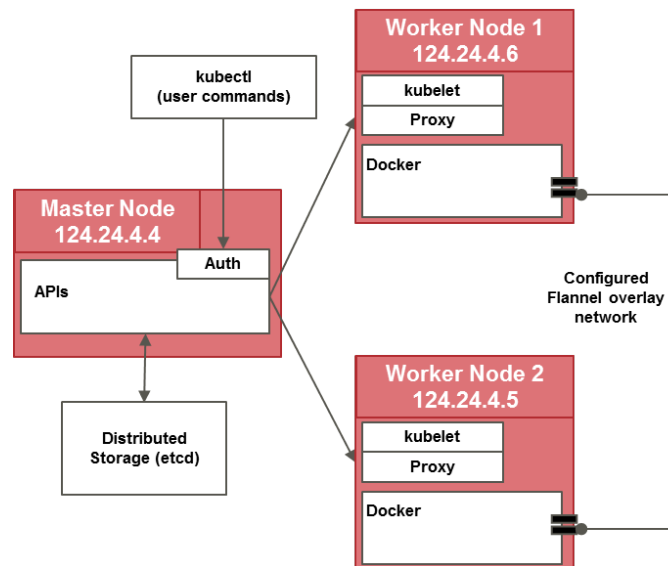 kubectl
(user commands)
Master Node
124.24.4.4
Auth
APIs
Distributed
Storage (etcd)
Worker Node 1
124.24.4.6
kubelet
Proxy
Docker
Configured
Flannel overlay
network
Worker Node 2
124.24.4.5
kubelet
Proxy
Docker